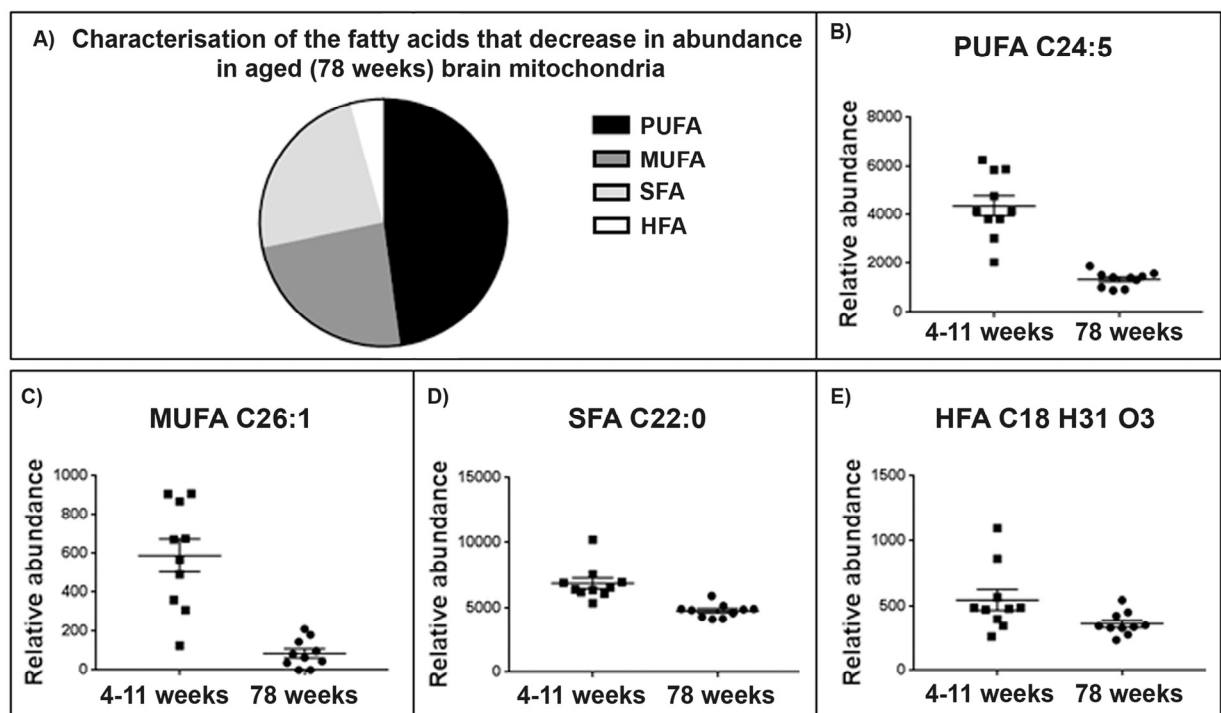 A) Characterisation of the fatty acids that decrease in abundance
in aged (78 weeks) brain mitochondria
PUFA
MUFA
SFA
HFA
B)
PUFA C24:5
Relative abundance
8000
6000
4000
2000
0
4-11 weeks 78 weeks
C)
MUFA C26:1
Relative abundance
1000
800
600
400
200
0
4-11 weeks 78 weeks
D)
SFA C22:0
Relative abundance
15000
10000
5000
0
4-11 weeks 78 weeks
E)
HFA C18 H31 O3
Relative abundance
1500
1000
500
0
4-11 weeks 78 weeks